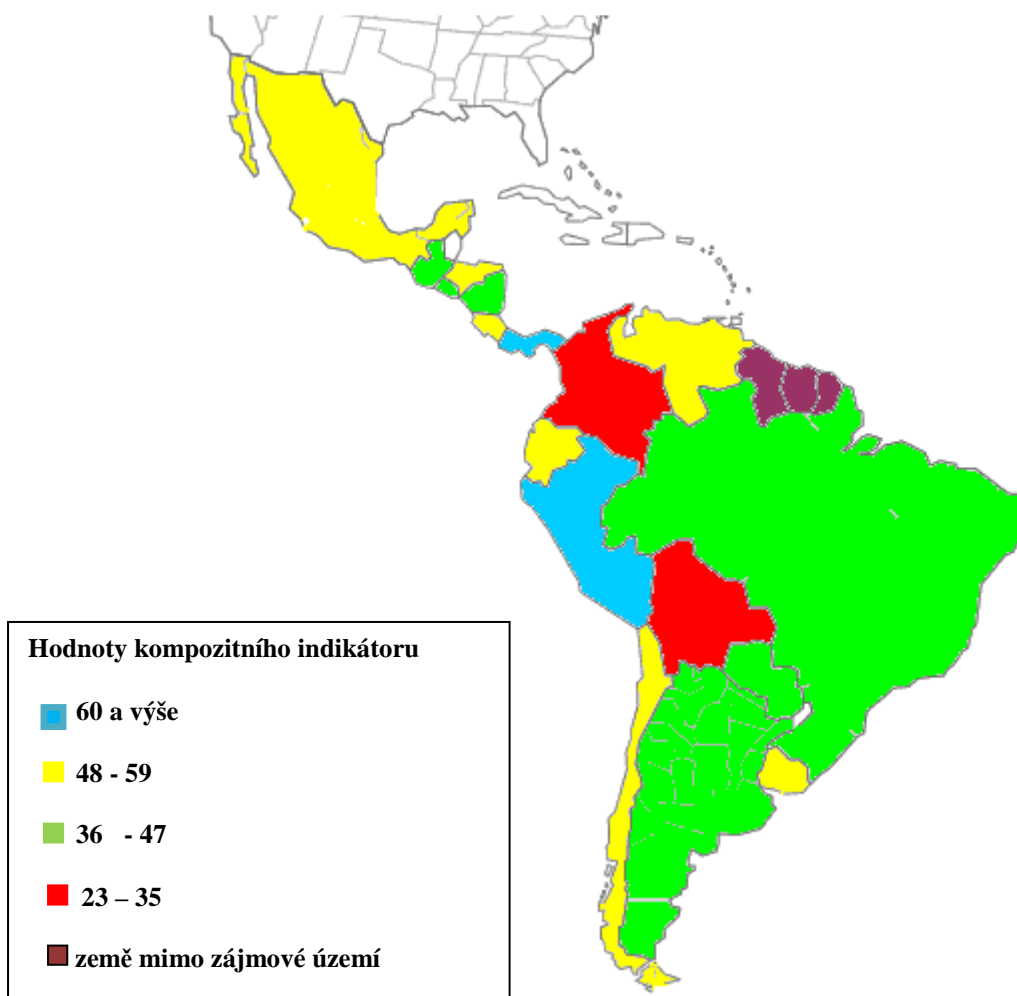 Hodnoty kompozitního indikátoru
60 a výše
48 - 59
36 - 47
23 – 35
země mimo zájmové území